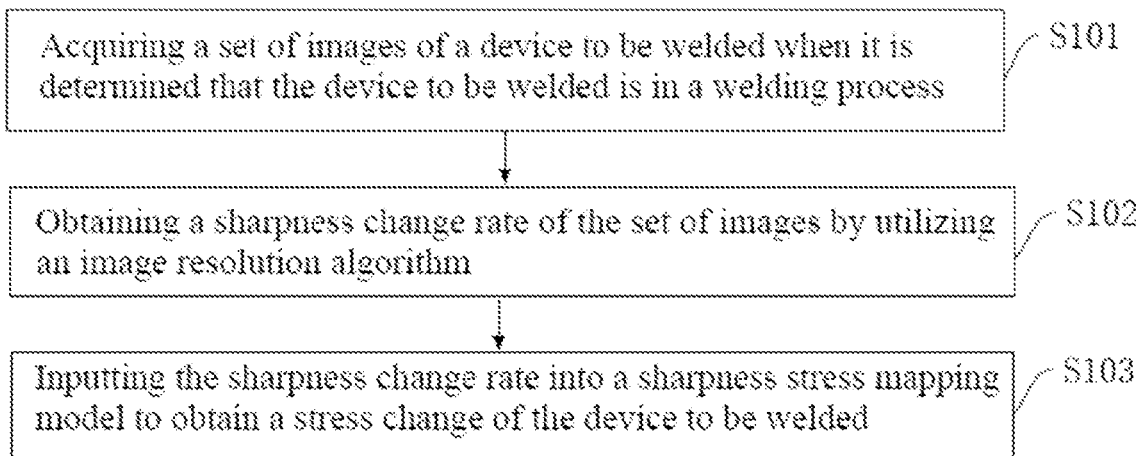 Acquiring a set of images of a device to be welded when it is
determined that the device to be welded is in a welding process
S101
Obtaining a sharpness change rate of the set of images by utilizing
an image resolution algorithm
S102
Inputting the sharpness change rate into a sharpness stress mapping
model to obtain a stress change of the device to be welded
S103